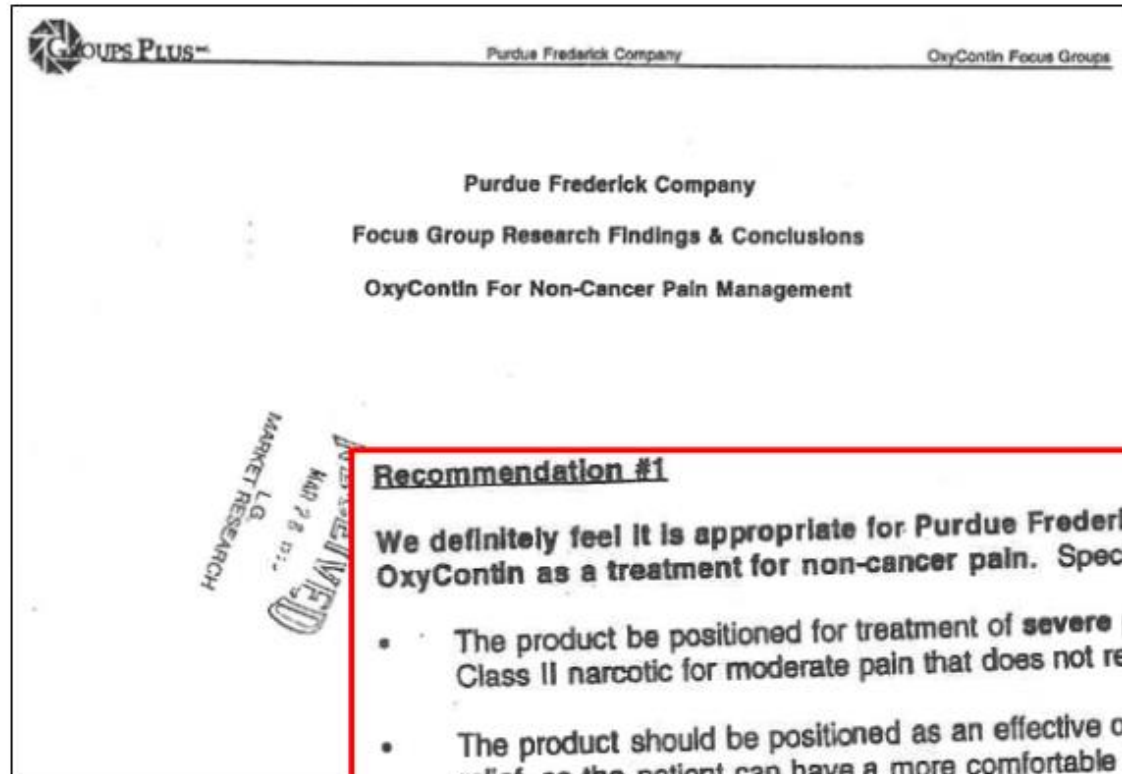 GROUPS PLUS Purdue Frederick Company OxyContin Focus Groups
Purdue Frederick Company
Focus Group Research Findings & Conclusions
OxyContin For Non-Cancer Pain Management
RECEIVED
MAR 28
L.G.
MARKET RESEARCH
Recommendation #1
We definitely feel it is appropriate for Purdue Frederi
OxyContin as a treatment for non-cancer pain. Spec
• The product be positioned for treatment of severe
Class II narcotic for moderate pain that does not re
• The product should be positioned as an effective
relief, so the patient can have a more comfortable